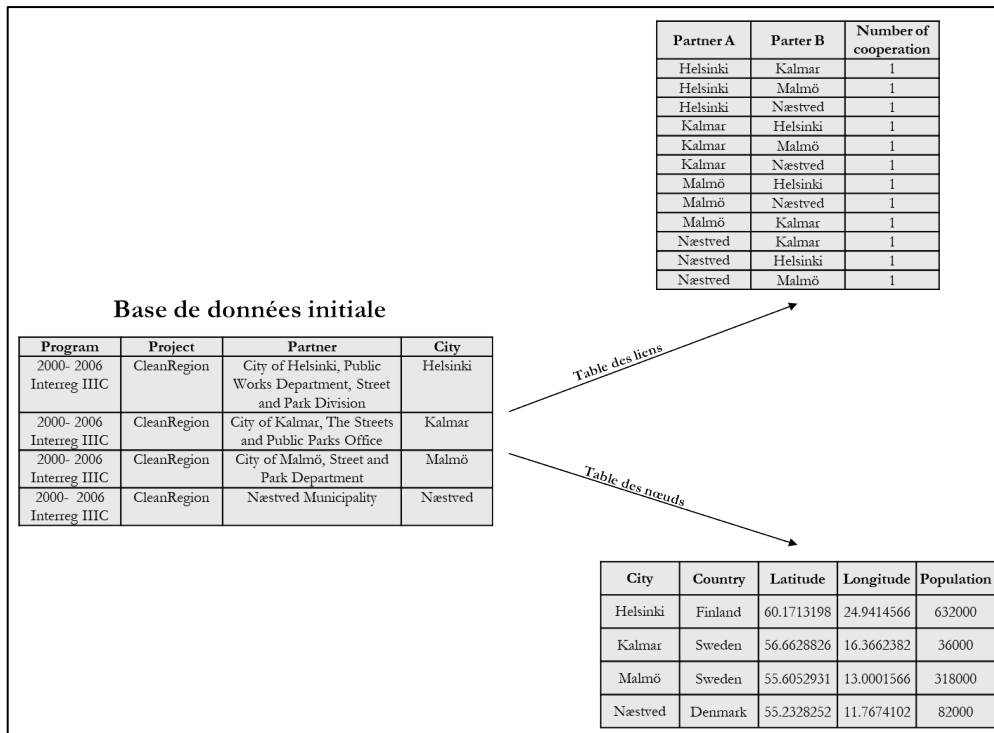 Partner A Parter B Number of
cooperation
Helsinki Kalmar 1
Helsinki Malmö 1
Helsinki Næstved 1
Kalmar Helsinki 1
Kalmar Malmö 1
Kalmar Næstved 1
Malmö Helsinki 1
Malmö Næstved 1
Malmö Kalmar 1
Næstved Kalmar 1
Næstved Helsinki 1
Næstved Malmö 1
Base de données initiale
Program Project Partner City
2000- 2006 CleanRegion City of Helsinki, Public Helsinki
Interreg IIIC Works Department, Street
and Park Division
2000- 2006 CleanRegion City of Kalmar, The Streets Kalmar
Interreg IIIC and Public Parks Office
2000- 2006 CleanRegion City of Malmö, Street and Malmö
Interreg IIIC Park Department
2000- 2006 CleanRegion Næstved Municipality Næstved
Interreg IIIC
Table des liens
Table des nœuds
City Country Latitude Longitude Population
Helsinki Finland 60.1713198 24.9414566 632000
Kalmar Sweden 56.6628826 16.3662382 36000
Malmö Sweden 55.6052931 13.0001566 318000
Næstved Denmark 55.2328252 11.7674102 82000